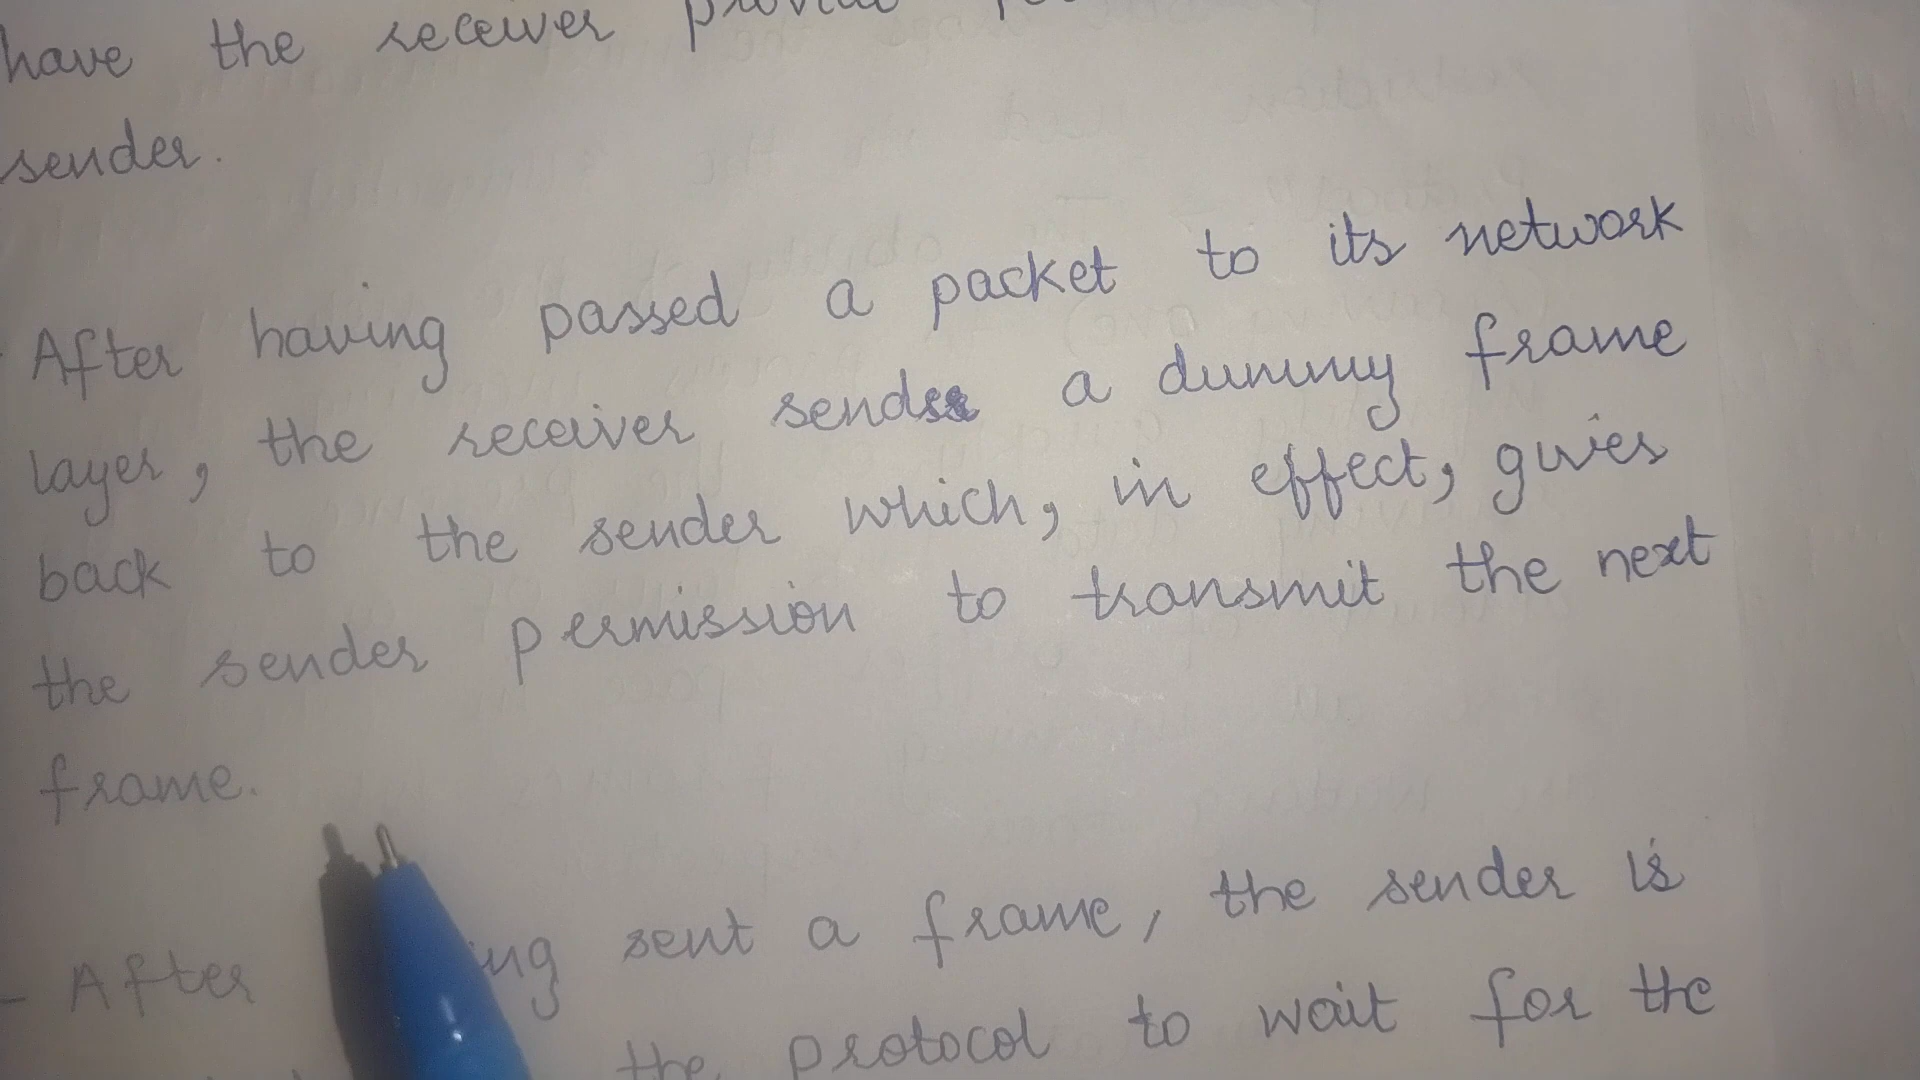 have the receiver
sender.
- After having passed a packet to its network
layer, the receiver sends a dummy frame
back to the sender which, in effect, gives
the sender permission to transmit the next
frame.
- After sent a frame, the sender is
the protocol to wait for the